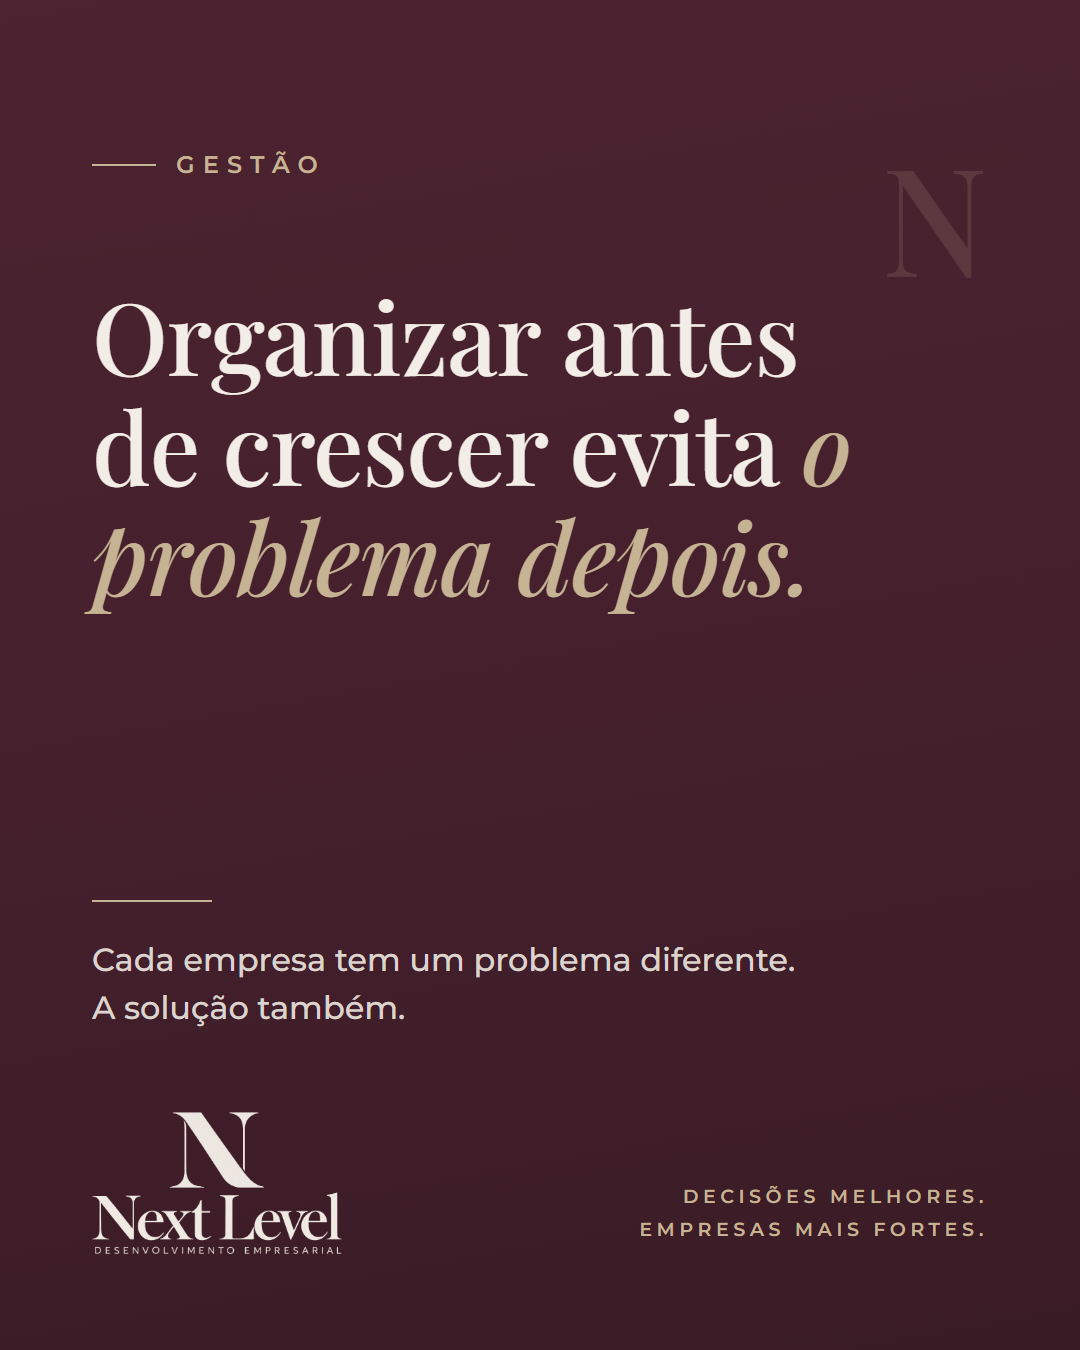 GESTÃO
N
Organizar antes
de crescer evita o
problema depois.
Cada empresa tem um problema diferente.
A solução também.
N
Next Level
DESENVOLVIMENTO EMPRESARIAL
DECISÕES MELHORES.
EMPRESAS MAIS FORTES.